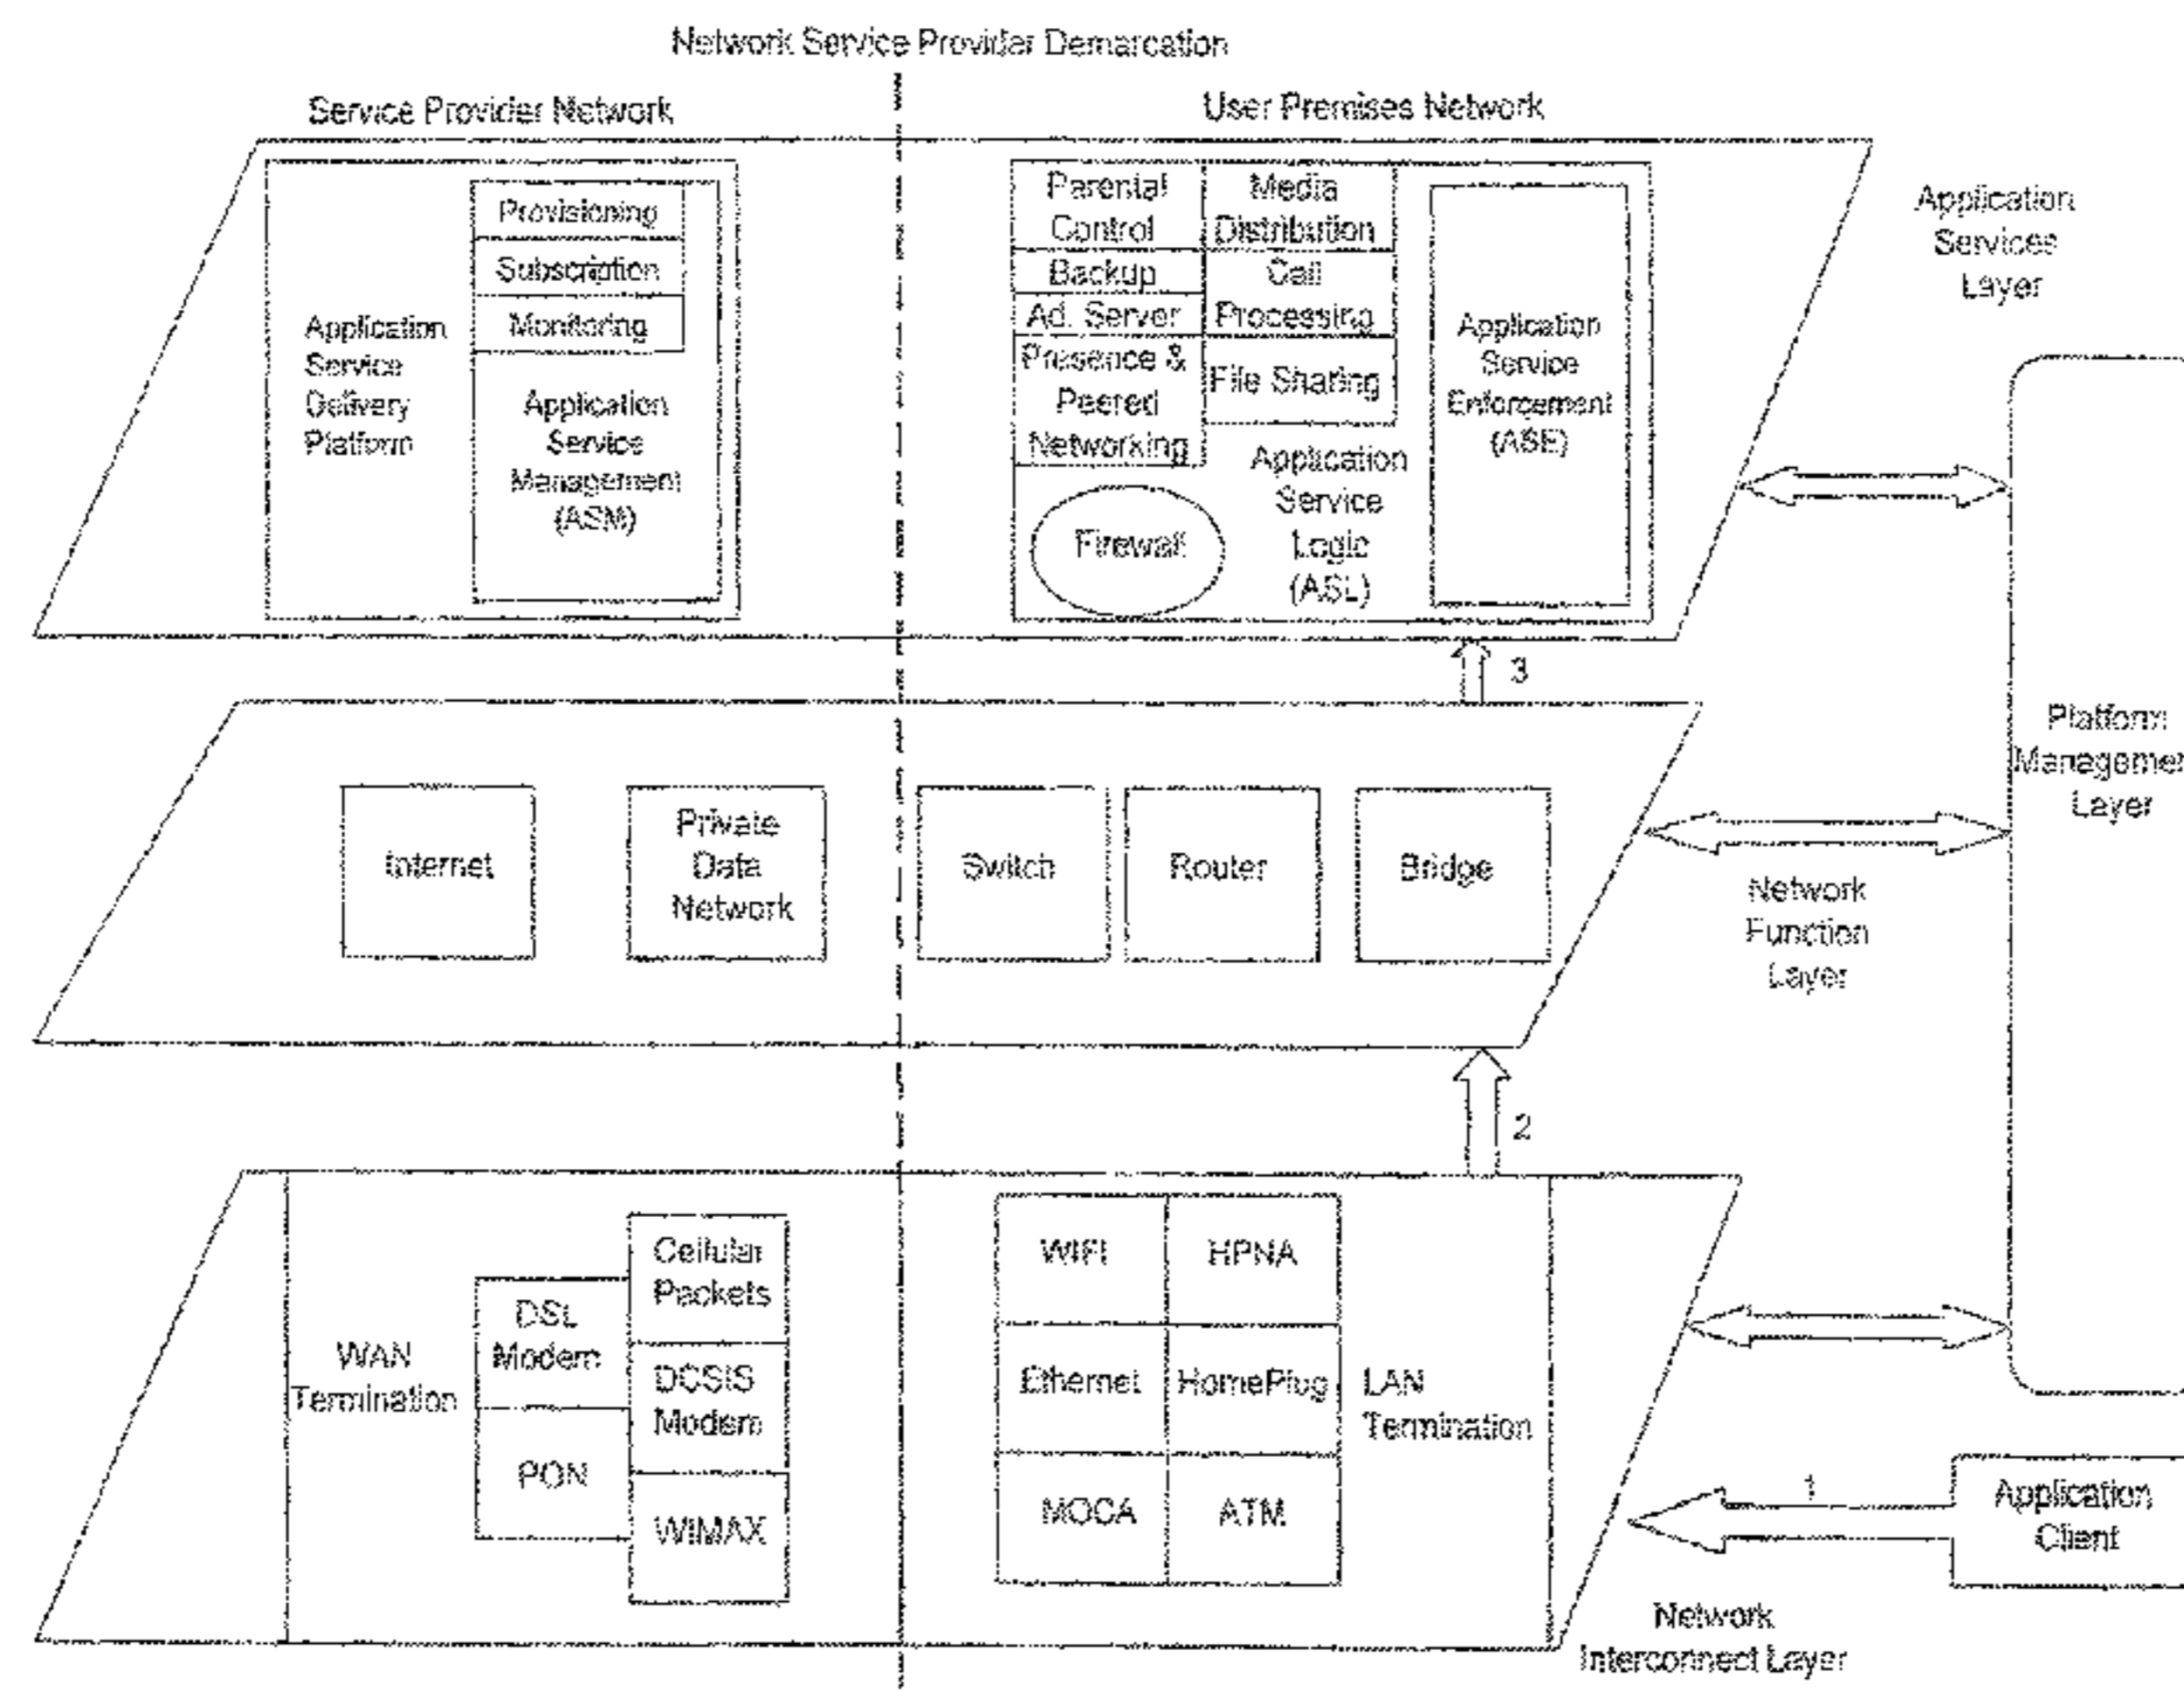 Network Service Provider Demarcation
Service Provider Network
User Premises Network
Provisioning
Subscription
Monitoring
Application
Service
Delivery
Platform
Application
Service
Management
(ASM)
Parental
Control
Media
Distribution
Backup
Call
Processing
Ad. Server
Presence &
Peered
Networking
File Sharing
Application
Service
Logic
(ASL)
Firewall
Application
Service
Enforcement
(ASE)
Application
Services
Layer
3
Internet
Private
Data
Network
Switch
Router
Bridge
Network
Function
Layer
Platform
Managemen
Layer
2
WAN
Termination
DSL
Modem
PON
Cellular
Packets
DCSIS
Modem
WIMAX
WIFI
HPNA
Ethernet
HomePlug
MOCA
ATM
LAN
Termination
1
Application
Client
Network
Interconnect Layer